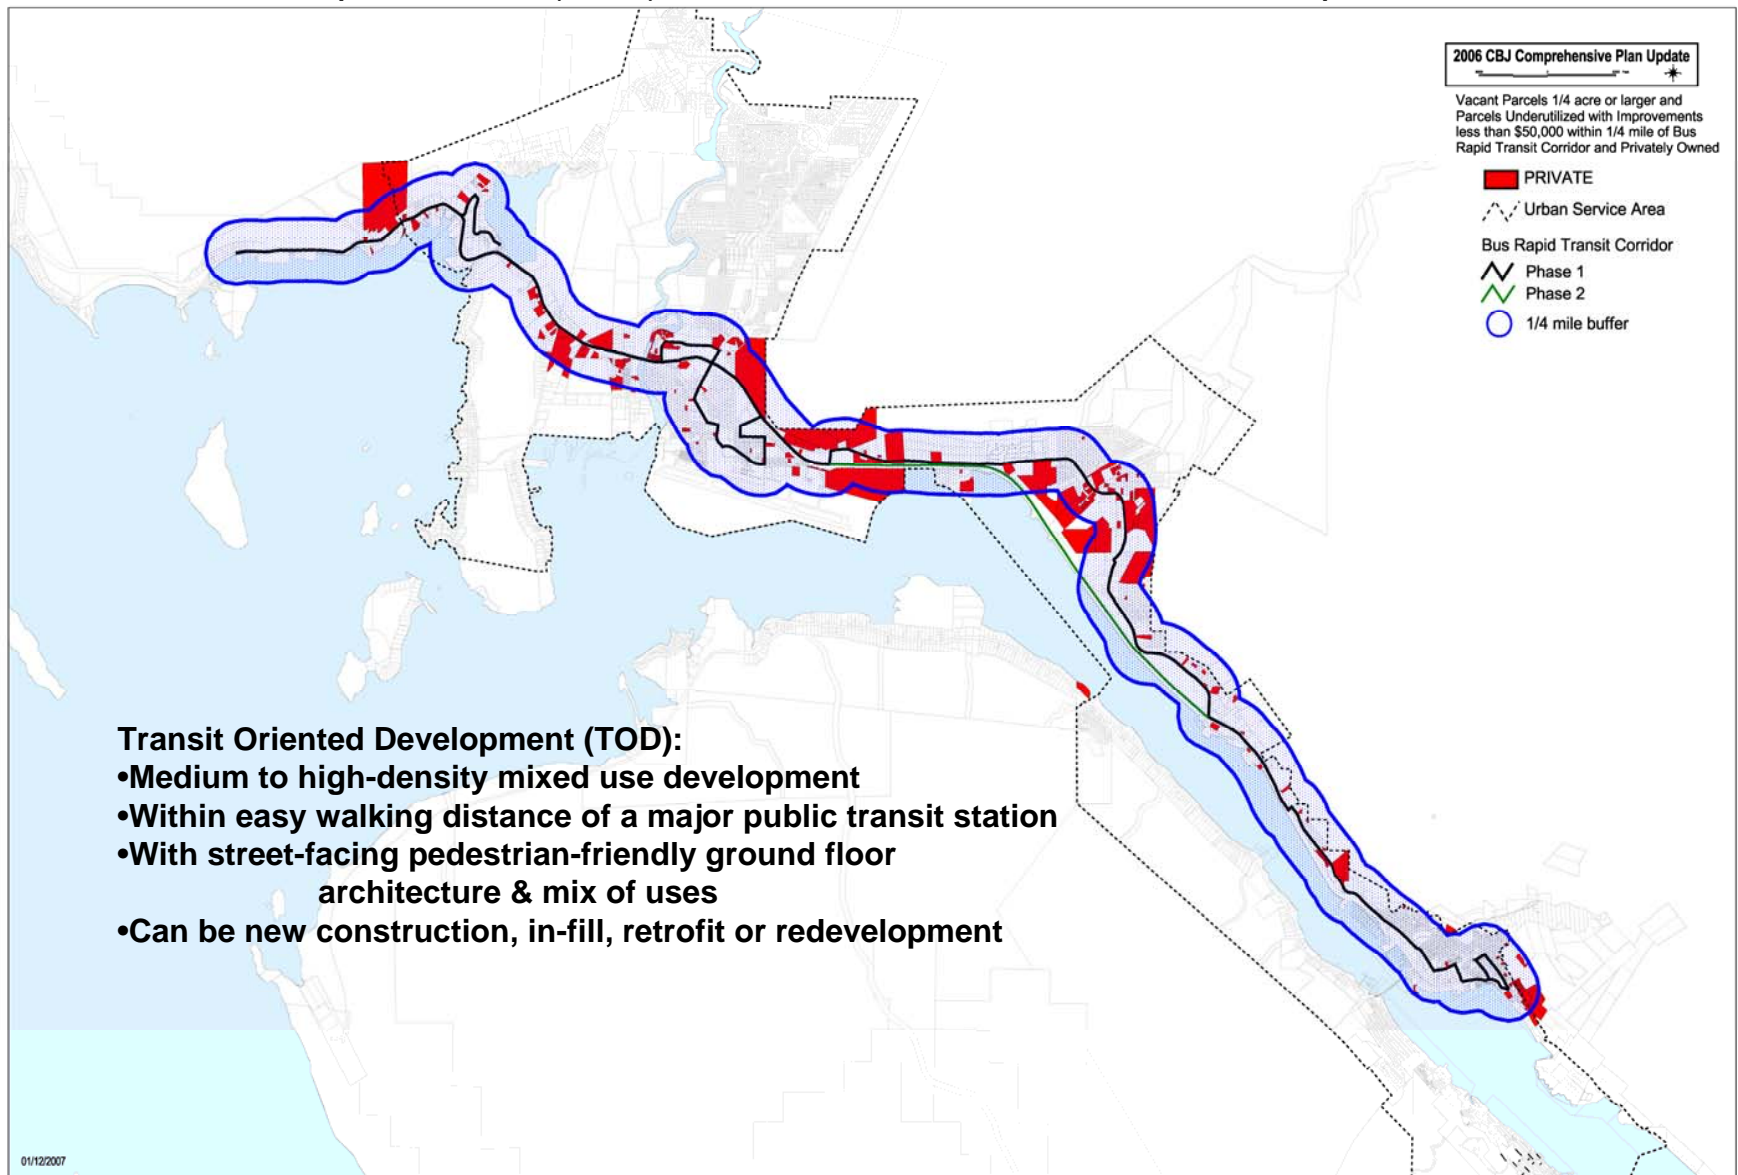 2006 CBJ Comprehensive Plan Update
Vacant Parcels 1/4 acre or larger and
Parcels Underutilized with Improvements
less than $50,000 within 1/4 mile of Bus
Rapid Transit Corridor and Privately Owned
PRIVATE
Urban Service Area
Bus Rapid Transit Corridor
Phase 1
Phase 2
1/4 mile buffer
Transit Oriented Development (TOD):
•Medium to high-density mixed use development
•Within easy walking distance of a major public transit station
•With street-facing pedestrian-friendly ground floor
architecture & mix of uses
•Can be new construction, in-fill, retrofit or redevelopment
01/12/2007